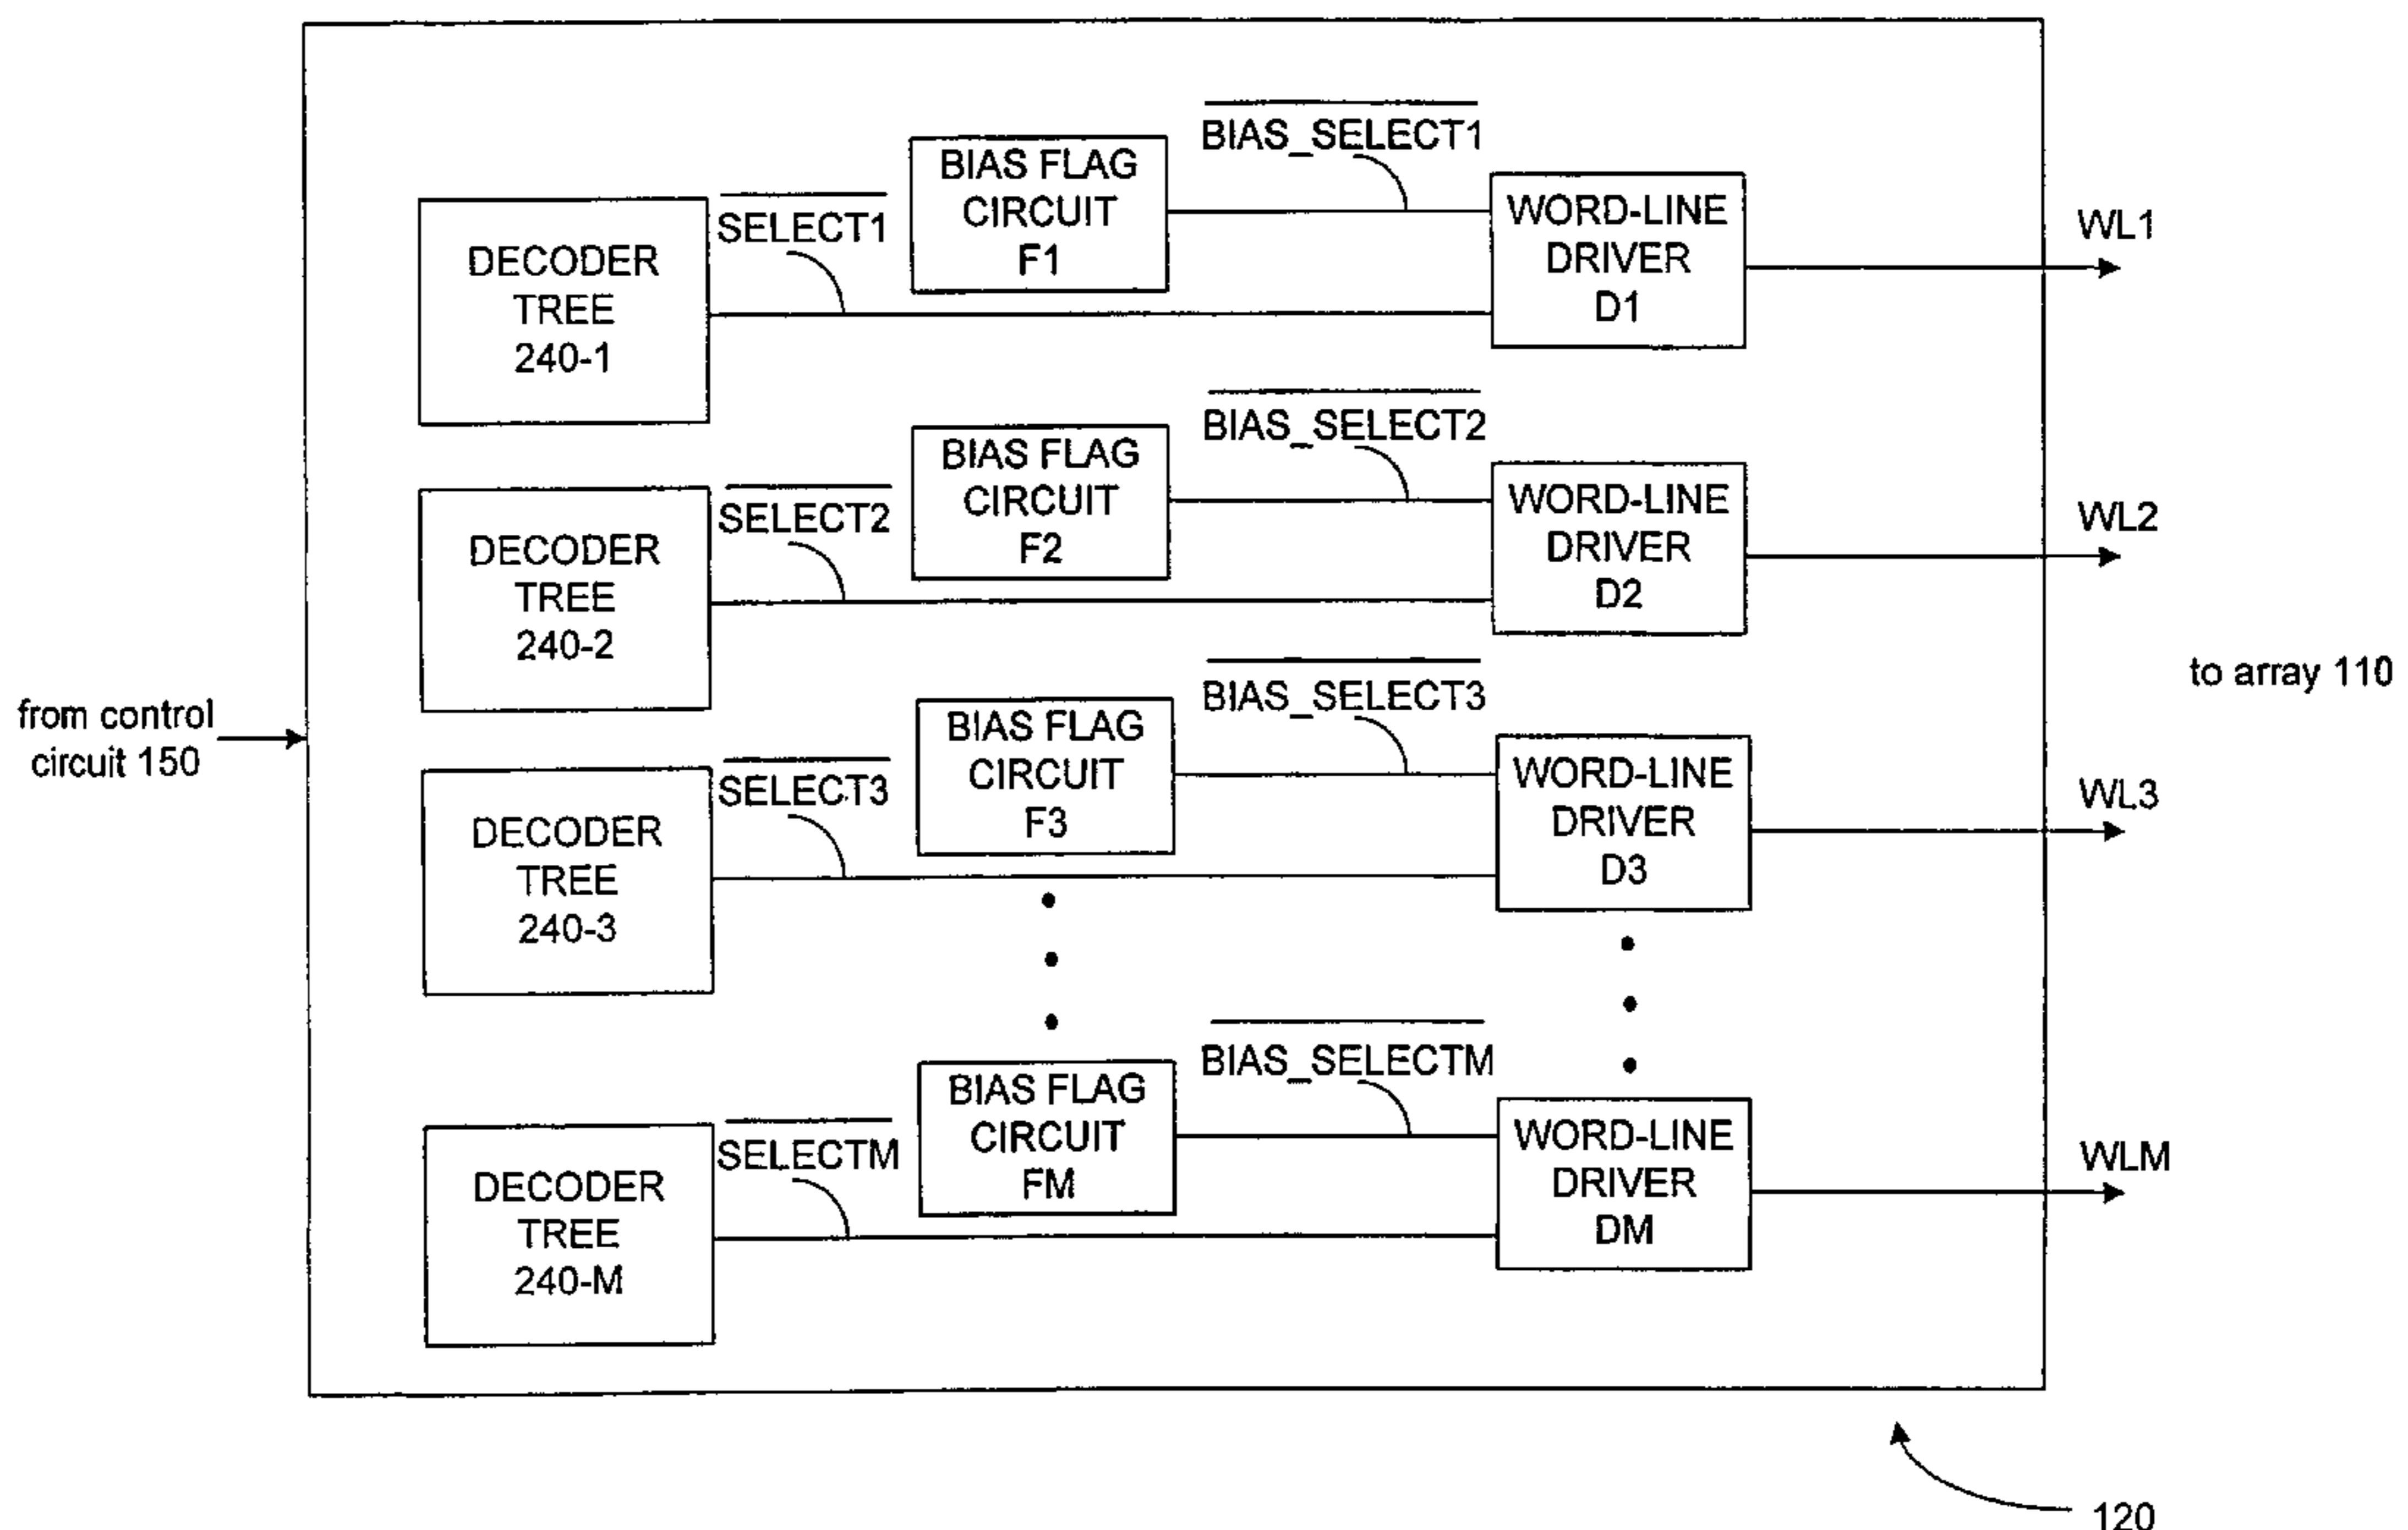 BIAS_SELECT1
BIAS FLAG
CIRCUIT
F1
SELECT1
WORD-LINE
DRIVER
D1
WL1
DECODER
TREE
240-1
BIAS_SELECT2
BIAS FLAG
CIRCUIT
F2
SELECT2
WORD-LINE
DRIVER
D2
WL2
DECODER
TREE
240-2
to array 110
from control
circuit 150
BIAS_SELECT3
BIAS FLAG
CIRCUIT
F3
SELECT3
WORD-LINE
DRIVER
D3
WL3
DECODER
TREE
240-3
BIAS_SELECTM
BIAS FLAG
CIRCUIT
FM
SELECTM
WORD-LINE
DRIVER
DM
WLM
DECODER
TREE
240-M
120